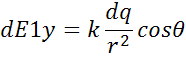 dE1y = k dq/r² cosθ